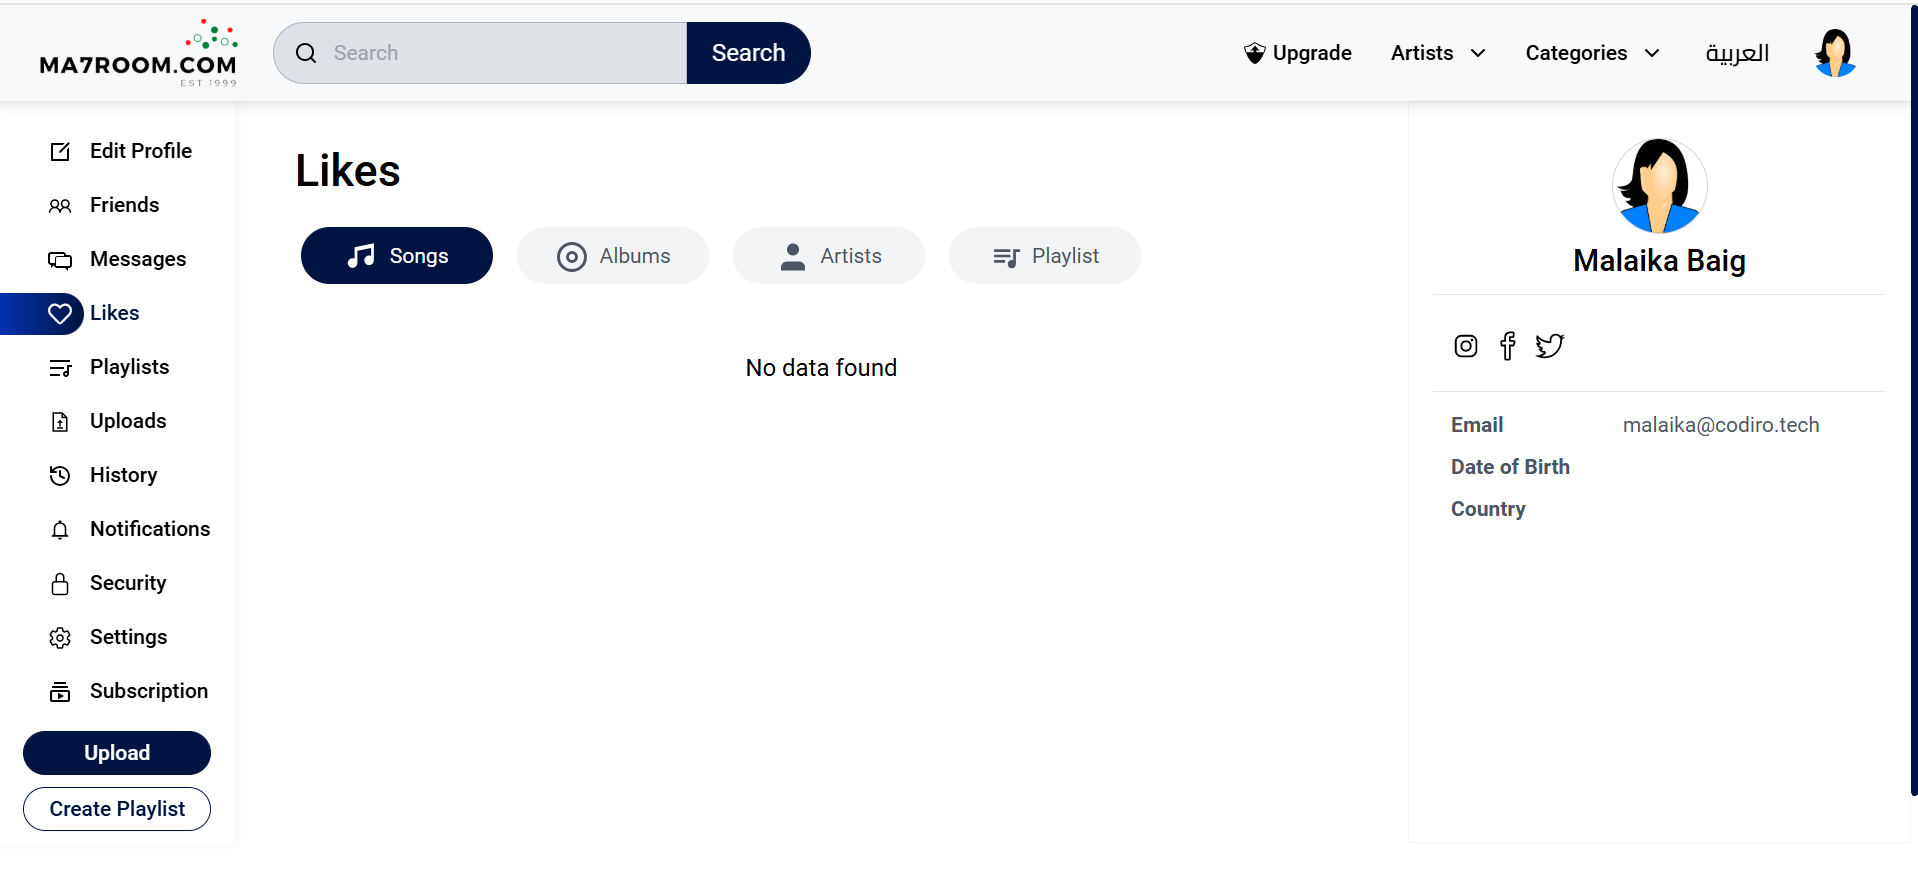 MA7ROOM.COM
EST.1999
Search
Search
Upgrade
Artists
Categories
العربية
Edit Profile
Friends
Messages
Likes
Playlists
Uploads
History
Notifications
Security
Settings
Subscription
Upload
Create Playlist
Likes
Songs
Albums
Artists
Playlist
No data found
Malaika Baig
Email malaika@codiro.tech
Date of Birth
Country